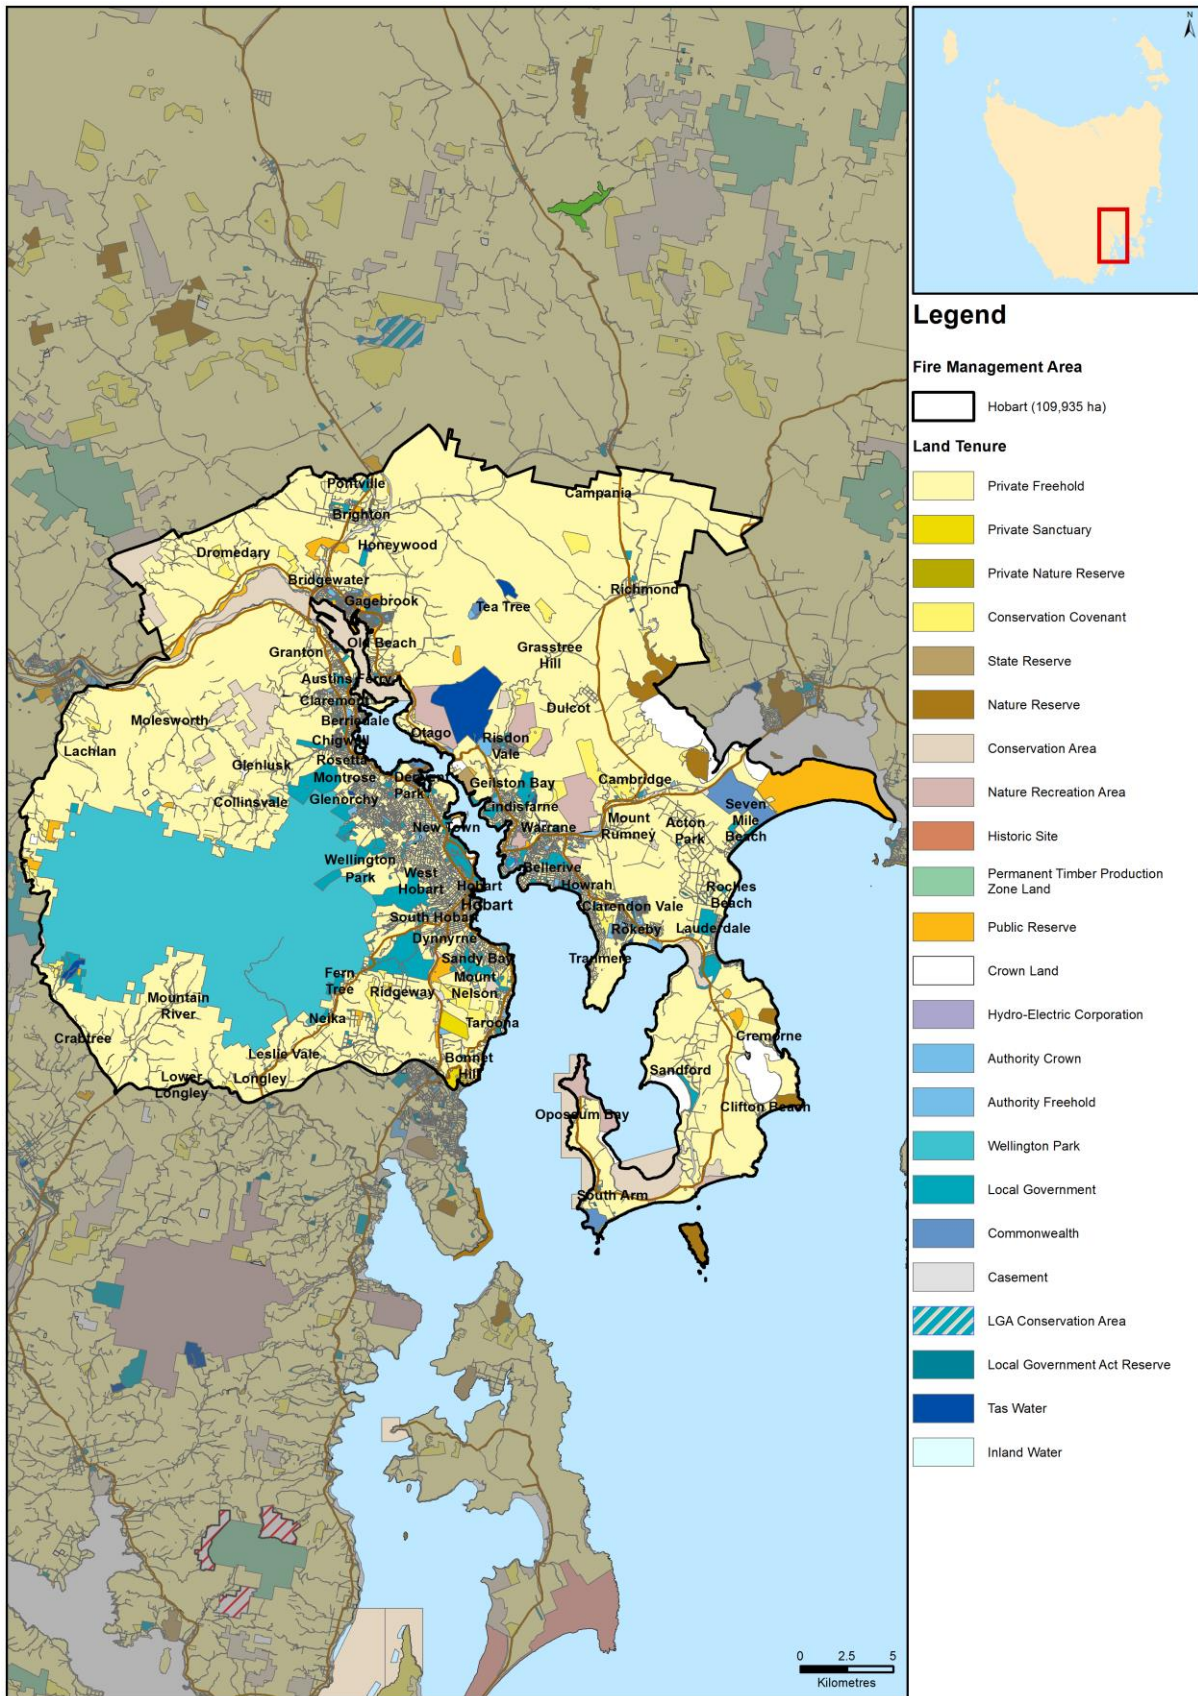 N
Legend
Fire Management Area
Hobart (109,935 ha)
Land Tenure
Private Freehold
Private Sanctuary
Private Nature Reserve
Conservation Covenant
State Reserve
Nature Reserve
Conservation Area
Nature Recreation Area
Historic Site
Permanent Timber Production
Zone Land
Public Reserve
Crown Land
Hydro-Electric Corporation
Authority Crown
Authority Freehold
Wellington Park
Local Government
Commonwealth
Casement
LGA Conservation Area
Local Government Act Reserve
Tas Water
Inland Water
Pontville
Campania
Brighton
Honeywood
Dromedary
Bridgewater
Richmond
Gagebrook
Tea Tree
Old Beach
Granton
Grasstree
Hill
Austins Ferry
Claremont
Dulcot
Molesworth
Berriedale
Otago
Risdon
Vale
Chigwell
Lachlan
Glenlusk
Rosetta
Montrose
Derwent
Park
Geilston Bay
Cambridge
Collinsvale
Glenorchy
Lindisfarne
Mount
Rumney
Acton
Park
Seven
Mile
Beach
New Town
Warrane
Wellington
Park
West
Hobart
Hobart
Bellerive
Howrah
Roches
Beach
Hobart
Clarendon Vale
South Hobart
Rokeby
Lauderdale
Dynnyrne
Sandy Bay
Tranmere
Fern
Tree
Ridgeway
Mount
Nelson
Mountain
River
Neika
Taroona
Cremorne
Crabtree
Leslie Vale
Bonnet
Hill
Sandford
Lower
Longley
Longley
Opossum Bay
Clifton Beach
South Arm
0 2.5 5
Kilometres